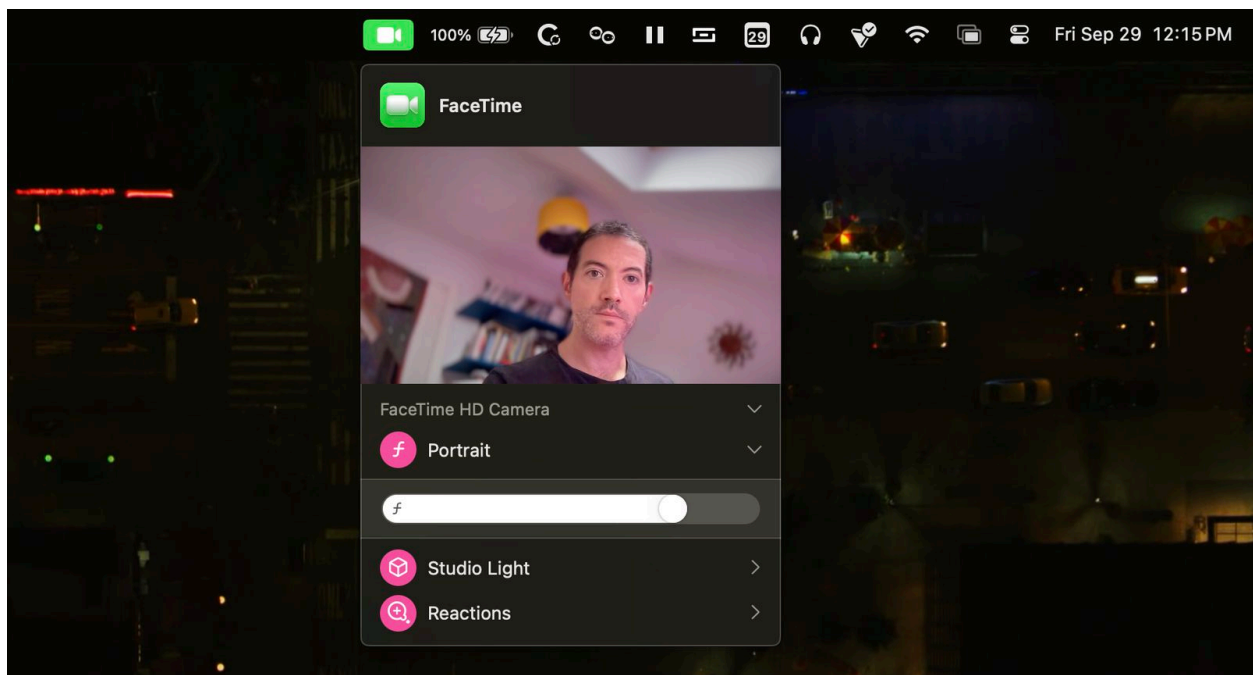 100% 29 Fri Sep 29 12:15 PM
FaceTime
FaceTime HD Camera
f Portrait
f
Studio Light
Reactions